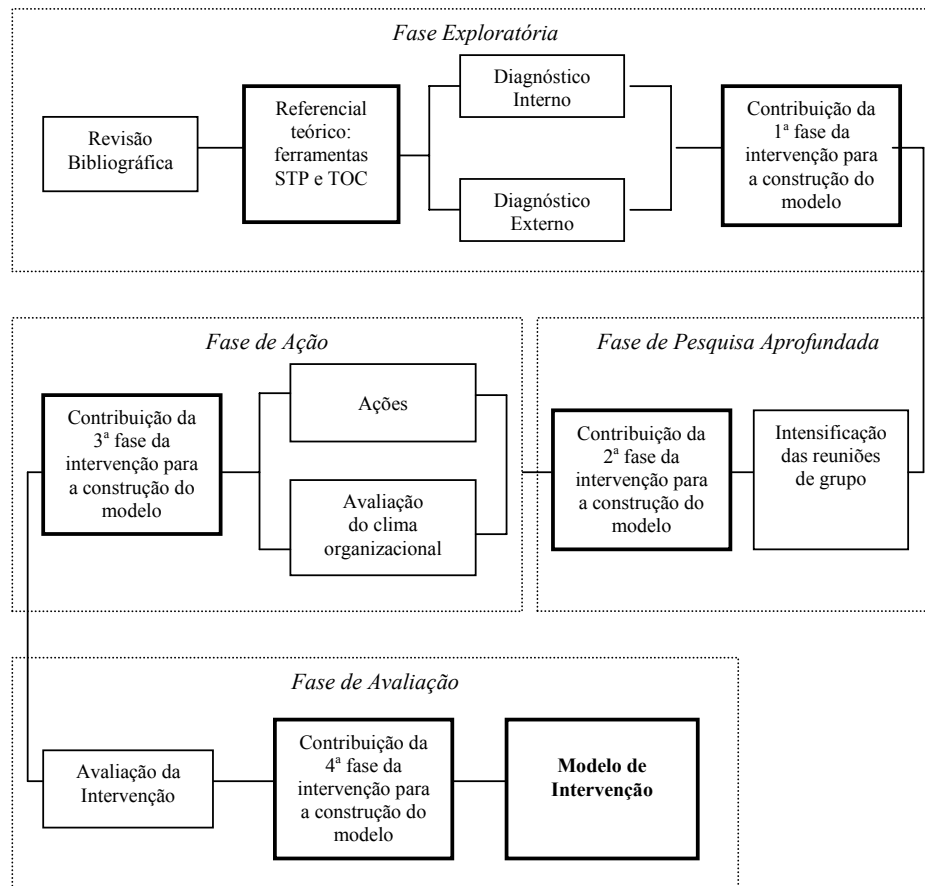 Fase Exploratória
Revisão
Bibliográfica
Referencial
teórico:
ferramentas
STP e TOC
Diagnóstico
Interno
Diagnóstico
Externo
Contribuição da
1ª fase da
intervenção para
a construção do
modelo
Fase de Pesquisa Aprofundada
Intensificação
das reuniões
de grupo
Contribuição da
2ª fase da
intervenção para
a construção do
modelo
Fase de Ação
Ações
Avaliação
do clima
organizacional
Contribuição da
3ª fase da
intervenção para
a construção do
modelo
Fase de Avaliação
Avaliação da
Intervenção
Contribuição da
4ª fase da
intervenção para
a construção do
modelo
Modelo de
Intervenção